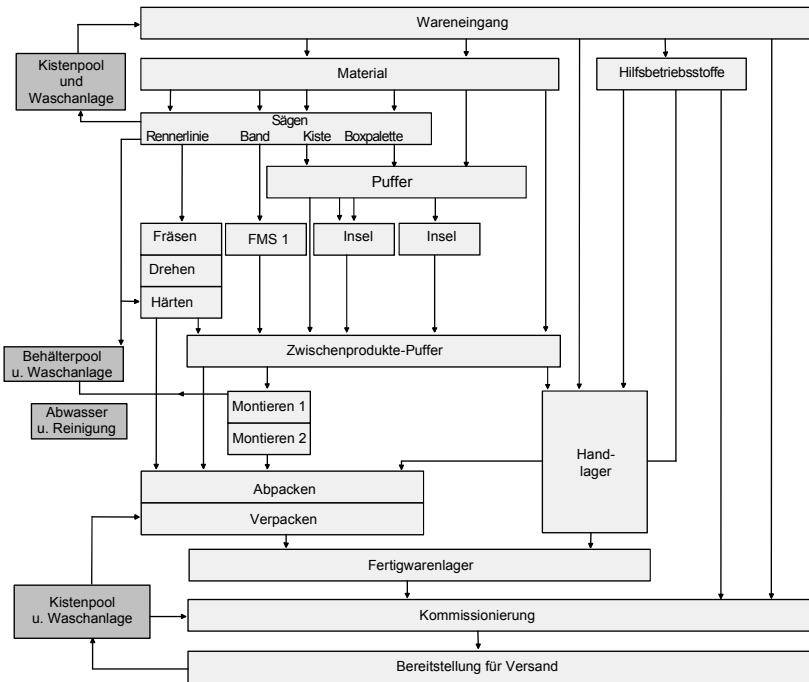 Wareneingang
Kistenpool
und
Waschanlage
Material
Hilfsbetriebsstoffe
Sägen
Rennerlinie Band Kiste Boxpalette
Puffer
Fräsen
FMS 1
Insel
Insel
Drehen
Härten
Zwischenprodukte-Puffer
Behälterpool
u. Waschanlage
Abwasser
u. Reinigung
Montieren 1
Montieren 2
Hand-
lager
Abpacken
Verpacken
Fertigwarenlager
Kistenpool
u. Waschanlage
Kommissionierung
Bereitstellung für Versand